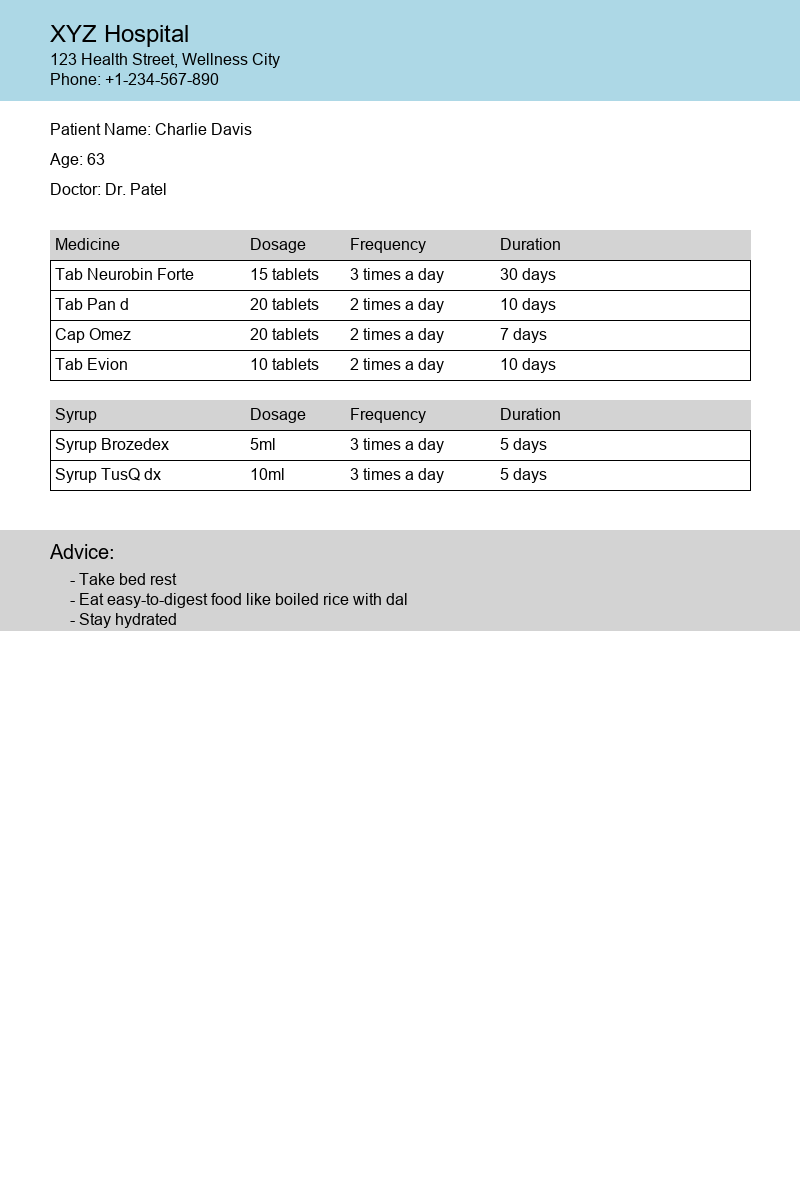 XYZ Hospital
123 Health Street, Wellness City
Phone: +1-234-567-890
Patient Name: Charlie Davis
Age: 63
Doctor: Dr. Patel
Medicine Dosage Frequency Duration
Tab Neurobin Forte 15 tablets 3 times a day 30 days
Tab Pan d 20 tablets 2 times a day 10 days
Cap Omez 20 tablets 2 times a day 7 days
Tab Evion 10 tablets 2 times a day 10 days
Syrup Dosage Frequency Duration
Syrup Brozedex 5ml 3 times a day 5 days
Syrup TusQ dx 10ml 3 times a day 5 days
Advice:
- Take bed rest
- Eat easy-to-digest food like boiled rice with dal
- Stay hydrated